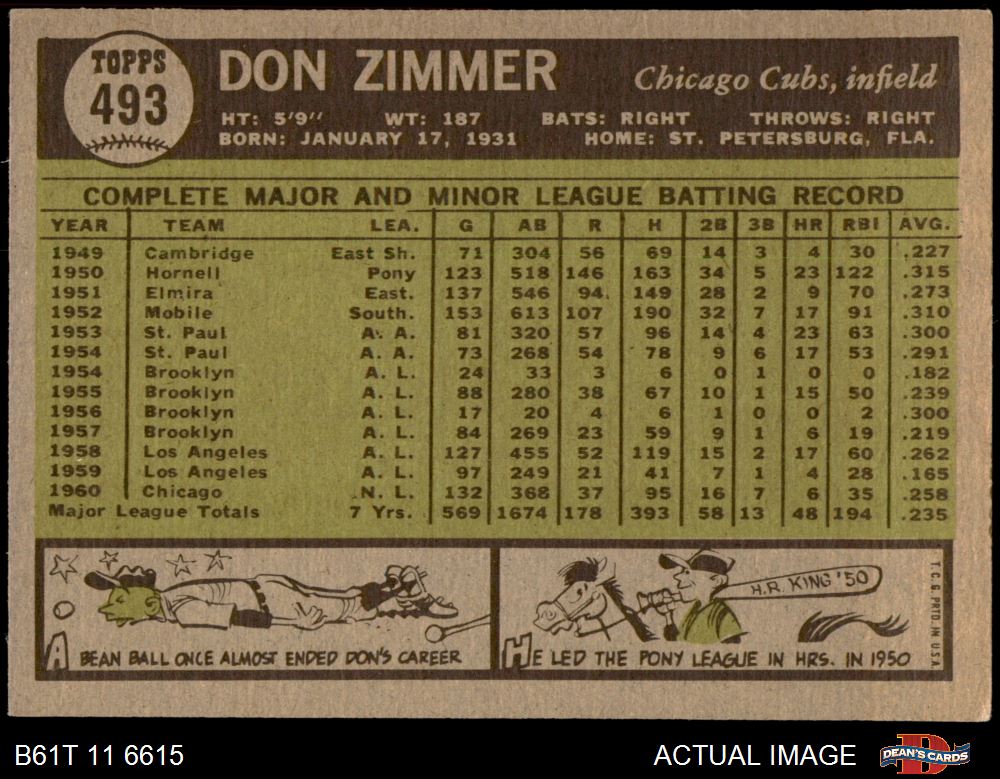 TOPPS
493
DON ZIMMER
Chicago Cubs, infield
HT: 5'9" WT: 187 BATS: RIGHT THROWS: RIGHT
BORN: JANUARY 17, 1931 HOME: ST. PETERSBURG, FLA.
COMPLETE MAJOR AND MINOR LEAGUE BATTING RECORD
YEAR TEAM LEA. G AB R H 2B 3B HR RBI AVG.
1949 Cambridge East Sh. 71 304 56 69 14 3 4 30 .227
1950 Hornell Pony 123 518 146 163 34 5 23 122 .315
1951 Elmira East. 137 546 94 149 28 2 9 70 .273
1952 Mobile South. 153 613 107 190 32 7 17 91 .310
1953 St. Paul A. A. 81 320 57 96 14 4 23 63 .300
1954 St. Paul A. A. 73 268 54 78 9 6 17 53 .291
1954 Brooklyn A. L. 24 33 3 6 0 1 0 0 .182
1955 Brooklyn A. L. 88 280 38 67 10 1 15 50 .239
1956 Brooklyn A. L. 17 20 4 6 1 0 0 2 .300
1957 Brooklyn A. L. 84 269 23 59 9 1 6 19 .219
1958 Los Angeles A. L. 127 455 52 119 15 2 17 60 .262
1959 Los Angeles A. L. 97 249 21 41 7 1 4 28 .165
1960 Chicago N. L. 132 368 37 95 16 7 6 35 .258
Major League Totals 7 Yrs. 569 1674 178 393 58 13 48 194 .235
A BEAN BALL ONCE ALMOST ENDED DON'S CAREER
H.R. KING '50
HE LED THE PONY LEAGUE IN HRS. IN 1950
T.C.G. PRTD. IN U.S.A.
B61T 11 6615
ACTUAL IMAGE
DEAN'S CARDS